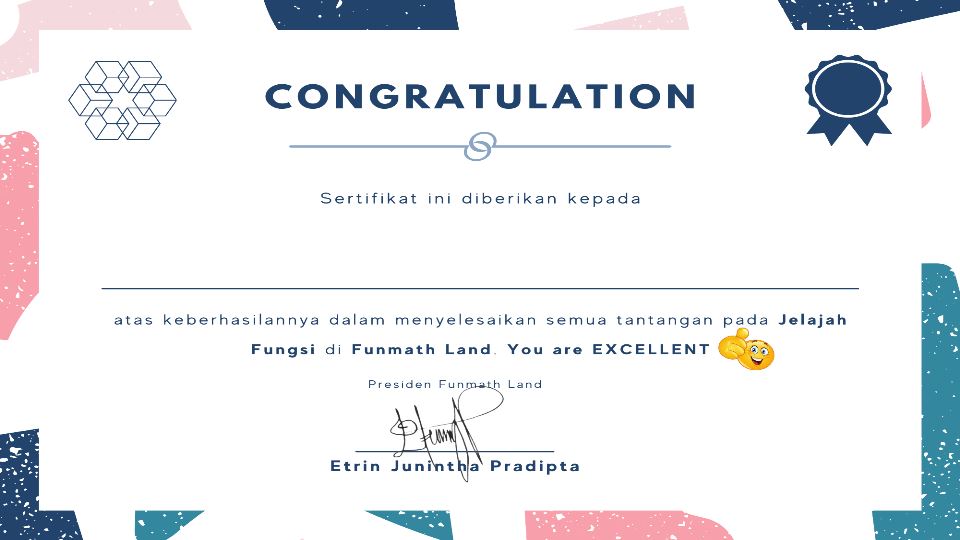 CONGRATULATION
Sertifikat ini diberikan kepada
atas keberhasilannya dalam menyelesaikan semua tantangan pada Jelajah
Fungsi di Funmath Land. You are EXCELLENT
Presiden Funmath Land
Etrin Junintha Pradipta